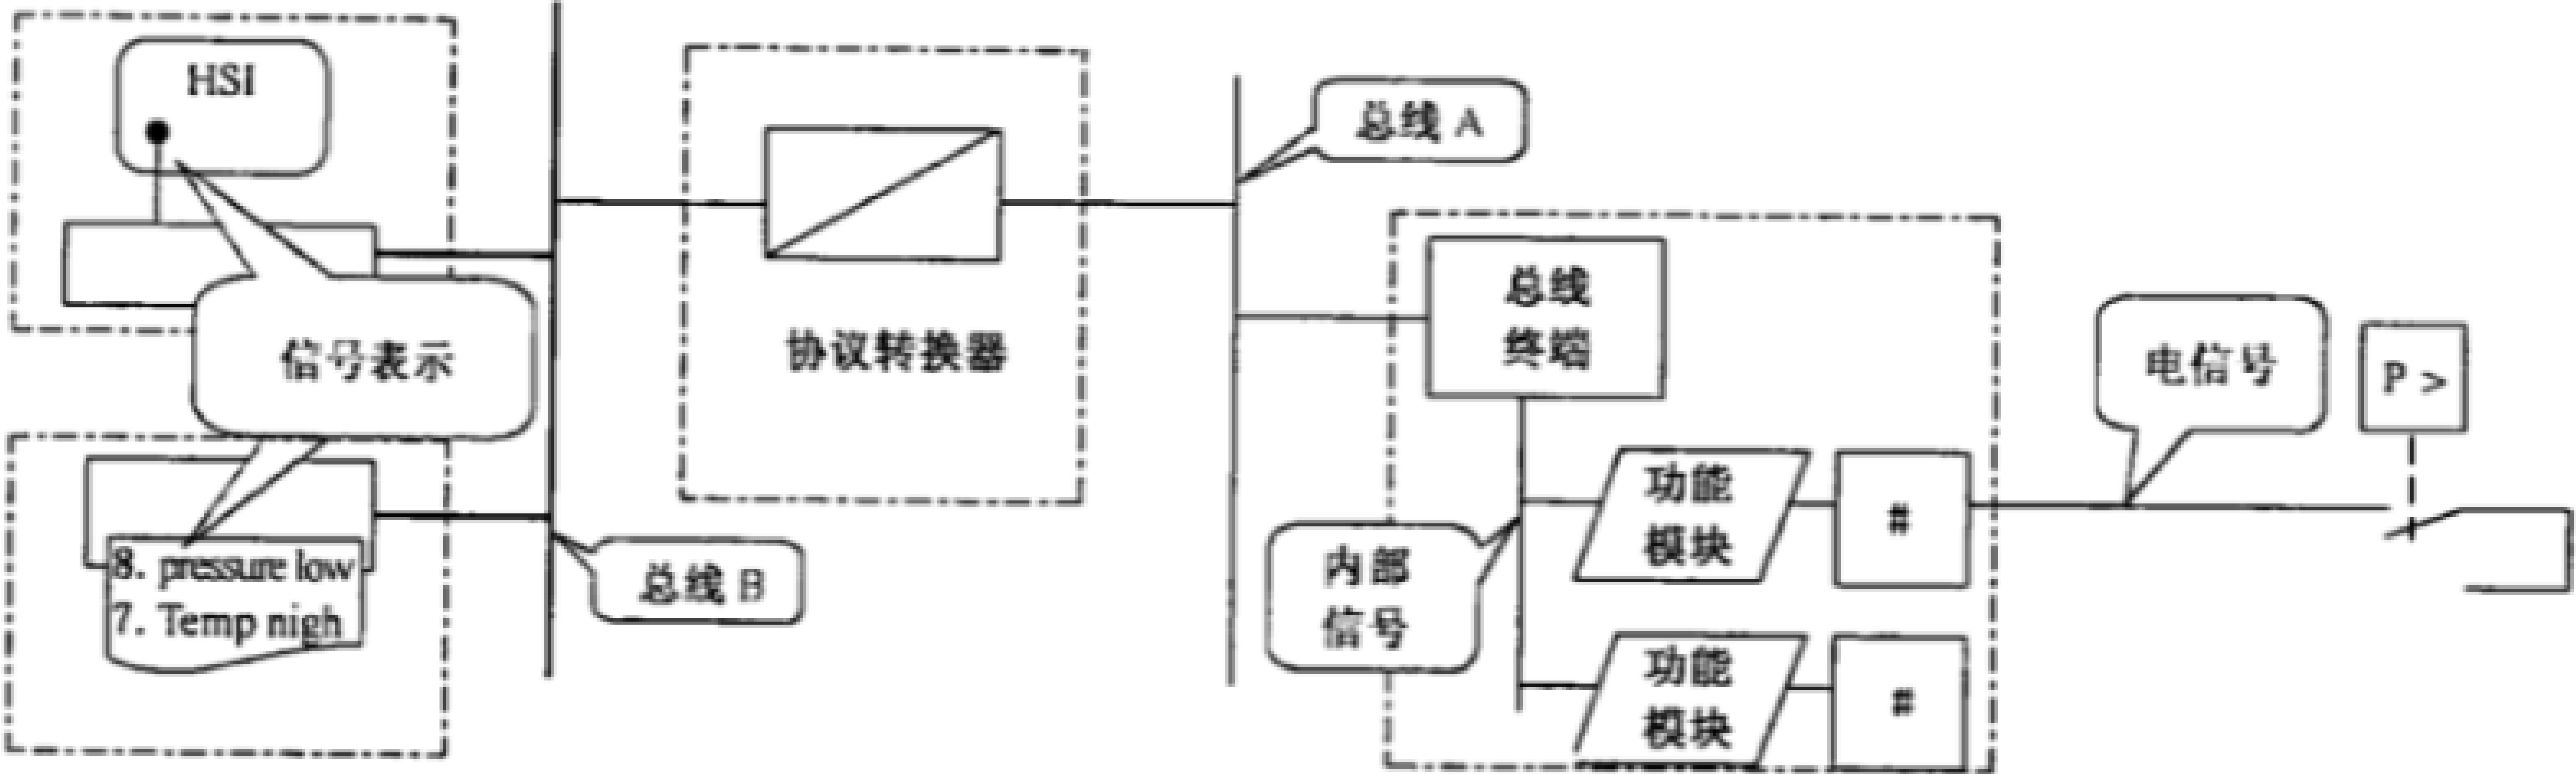 HSI
信号表示
8. pressure low
7. Temp nigh
总线 B
协议转换器
总线 A
总线
终端
内部
信号
功能
模块
#
功能
模块
#
电信号
P >